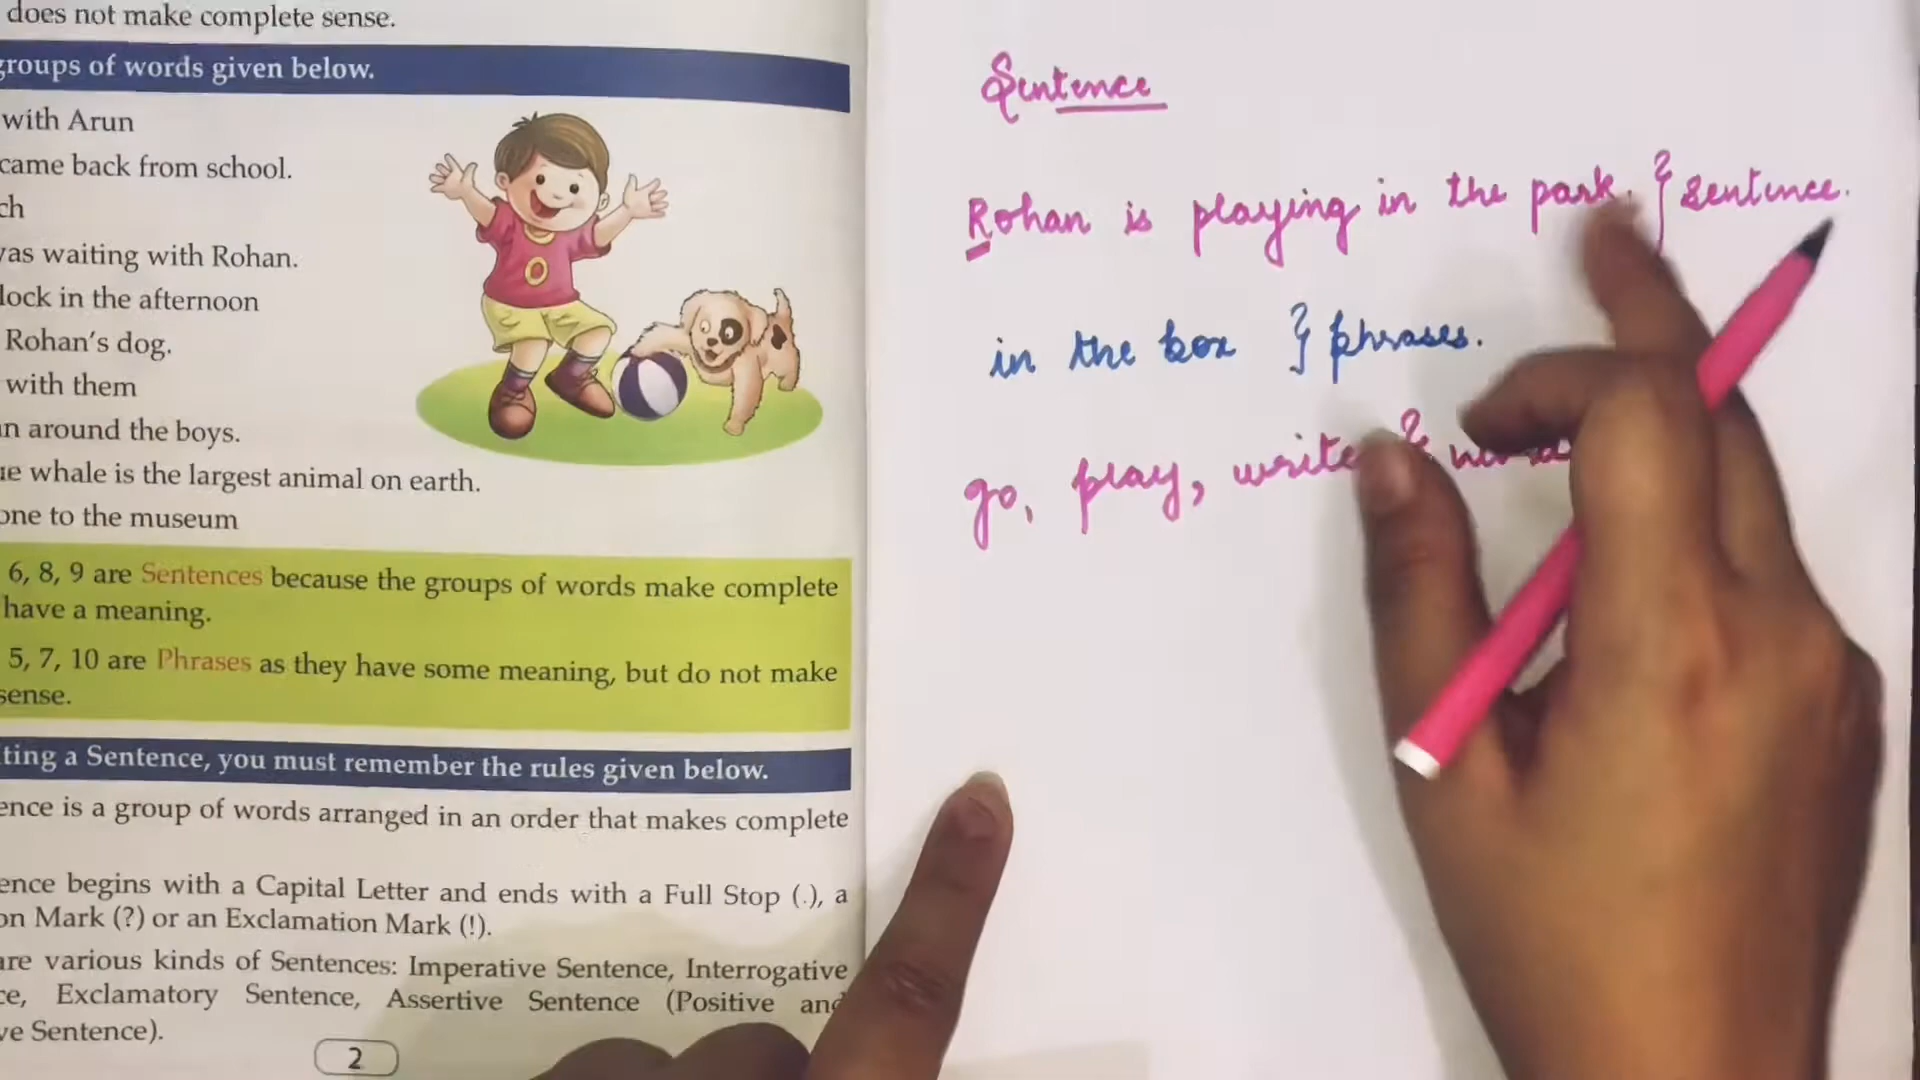 does not make complete sense.
groups of words given below.
with Arun
came back from school.
ch
was waiting with Rohan.
lock in the afternoon
Rohan's dog.
with them
n around the boys.
ue whale is the largest animal on earth.
one to the museum
6, 8, 9 are Sentences because the groups of words make complete
have a meaning.
5, 7, 10 are Phrases as they have some meaning, but do not make
sense.
ting a Sentence, you must remember the rules given below.
ence is a group of words arranged in an order that makes complete
ence begins with a Capital Letter and ends with a Full Stop (.), a
on Mark (?) or an Exclamation Mark (!).
are various kinds of Sentences: Imperative Sentence, Interrogative
ce, Exclamatory Sentence, Assertive Sentence (Positive and
ve Sentence).
2
Sentence
Rohan is playing in the park. } sentence.
in the box } phrases.
go, play, write }